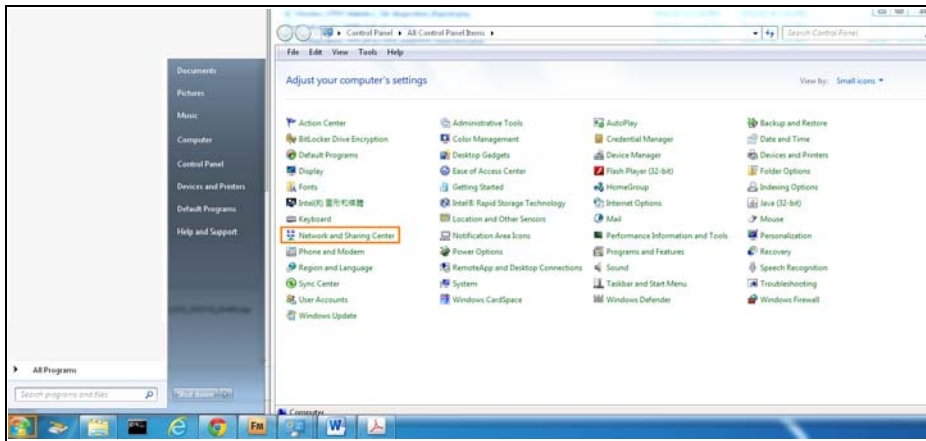 Control Panel ▸ All Control Panel Items ▸
Search Control Panel
File Edit View Tools Help
Adjust your computer's settings
View by: Small icons
Action Center
Administrative Tools
AutoPlay
Backup and Restore
BitLocker Drive Encryption
Color Management
Credential Manager
Date and Time
Default Programs
Desktop Gadgets
Device Manager
Devices and Printers
Display
Ease of Access Center
Flash Player (32-bit)
Folder Options
Fonts
Getting Started
HomeGroup
Indexing Options
Intel(R) 圖形和媒體
Intel® Rapid Storage Technology
Internet Options
Java (32-bit)
Keyboard
Location and Other Sensors
Mail
Mouse
Network and Sharing Center
Notification Area Icons
Performance Information and Tools
Personalization
Phone and Modem
Power Options
Programs and Features
Recovery
Region and Language
RemoteApp and Desktop Connections
Sound
Speech Recognition
Sync Center
System
Taskbar and Start Menu
Troubleshooting
User Accounts
Windows CardSpace
Windows Defender
Windows Firewall
Windows Update
Documents
Pictures
Music
Computer
Control Panel
Devices and Printers
Default Programs
Help and Support
All Programs
Search programs and files
Shut down
Computer
FM
W